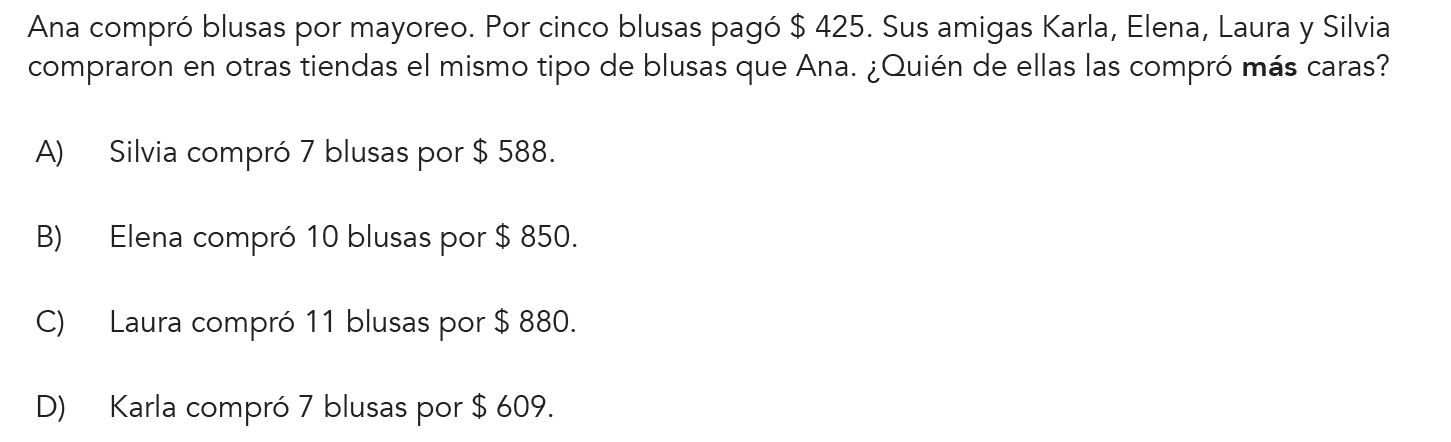 Ana compró blusas por mayoreo. Por cinco blusas pagó $ 425. Sus amigas Karla, Elena, Laura y Silvia
compraron en otras tiendas el mismo tipo de blusas que Ana. ¿Quién de ellas las compró más caras?
A) Silvia compró 7 blusas por $ 588.
B) Elena compró 10 blusas por $ 850.
C) Laura compró 11 blusas por $ 880.
D) Karla compró 7 blusas por $ 609.